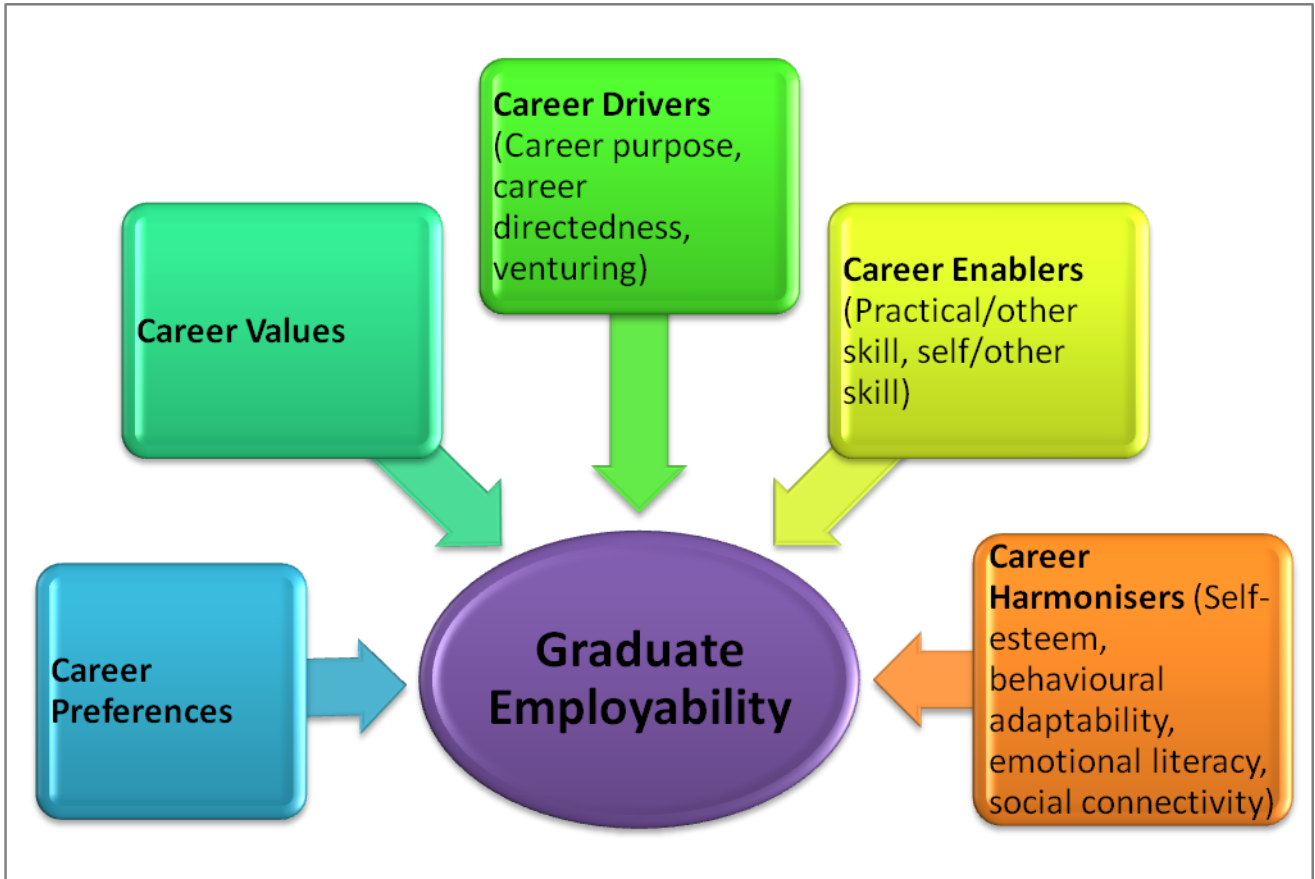 Career Drivers
(Career purpose,
career
directedness,
venturing)
Career Values
Career Enablers
(Practical/other
skill, self/other
skill)
Career
Preferences
Graduate
Employability
Career
Harmonisers (Self-
esteem,
behavioural
adaptability,
emotional literacy,
social connectivity)